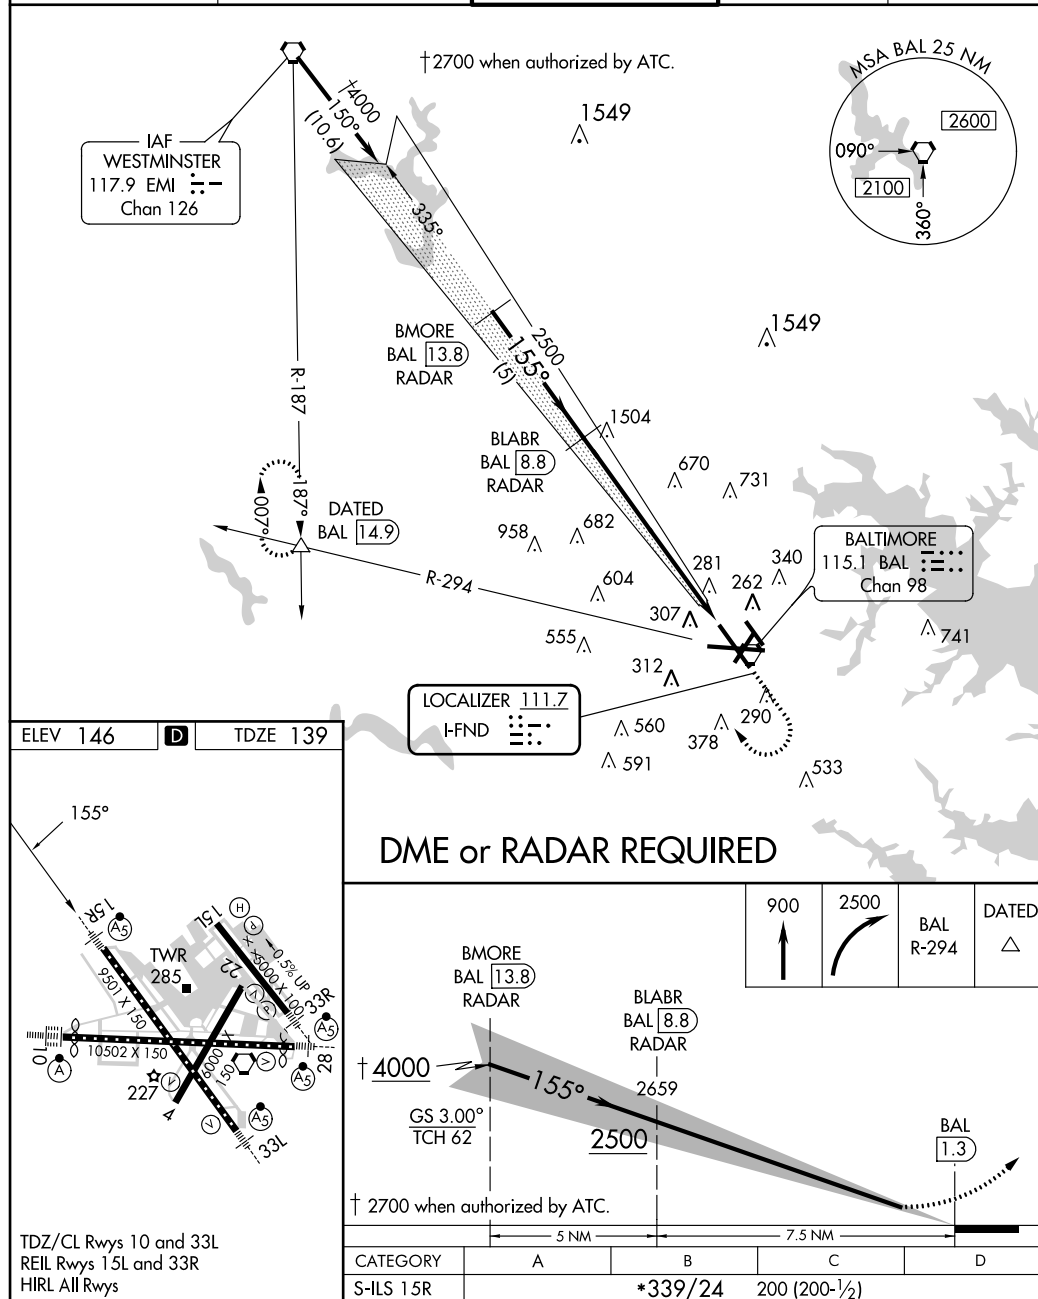 †2700 when authorized by ATC.
MSA BAL 25 NM
2600
090°
2100
360°
IAF
WESTMINSTER
117.9 EMI
Chan 126
†4000
150°
(10.6)
1549
335°
1549
BMORE
BAL 13.8
RADAR
2500
155°
(5)
R-187
1504
BLABR
BAL 8.8
RADAR
670
731
187°
007°
DATED
BAL 14.9
958
682
R-294
604
281
262
340
307
BALTIMORE
115.1 BAL
Chan 98
741
555
312
LOCALIZER 111.7
I-FND
560
591
378
290
533
DME or RADAR REQUIRED
ELEV 146
D
TDZE 139
155°
15R
A5
15L
H
P
0.5% UP
5000 X 100
TWR
285
22
V
P
33R
A5
9501 X 150
10
10502 X 150
6000 X
150
28
A
227
V
V
A5
4
V
A5
33L
TDZ/CL Rwys 10 and 33L
REIL Rwys 15L and 33R
HIRL All Rwys
900
2500
BAL
R-294
DATED
BMORE
BAL 13.8
RADAR
BLABR
BAL 8.8
RADAR
†4000
155°
2659
GS 3.00°
TCH 62
2500
BAL
1.3
† 2700 when authorized by ATC.
5 NM
7.5 NM
CATEGORY A B C D
S-ILS 15R *339/24 200 (200-½)